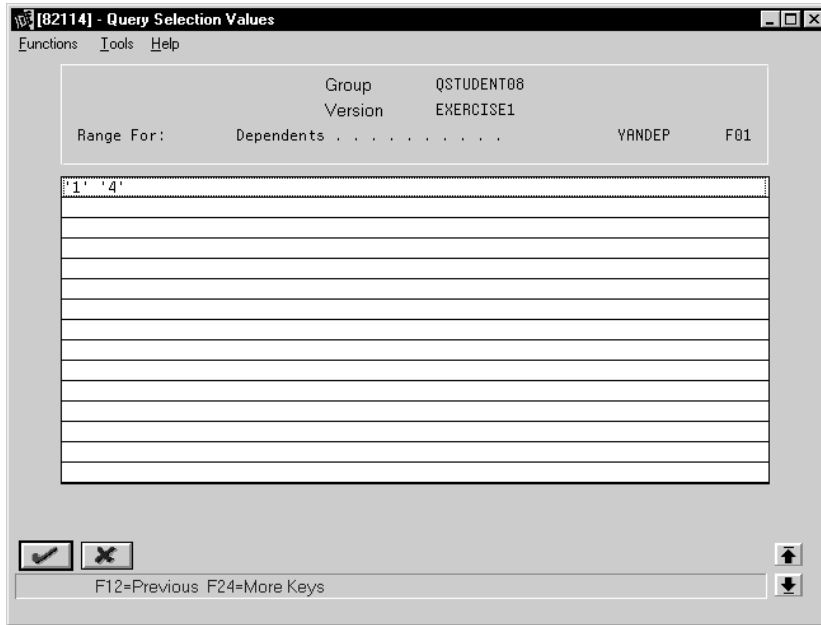 [82114] - Query Selection Values
Functions Tools Help
Group QSTUDENT08
Version EXERCISE1
Range For: Dependents . . . . . . . . . . YANDEP F01
'1' '4'
F12=Previous F24=More Keys